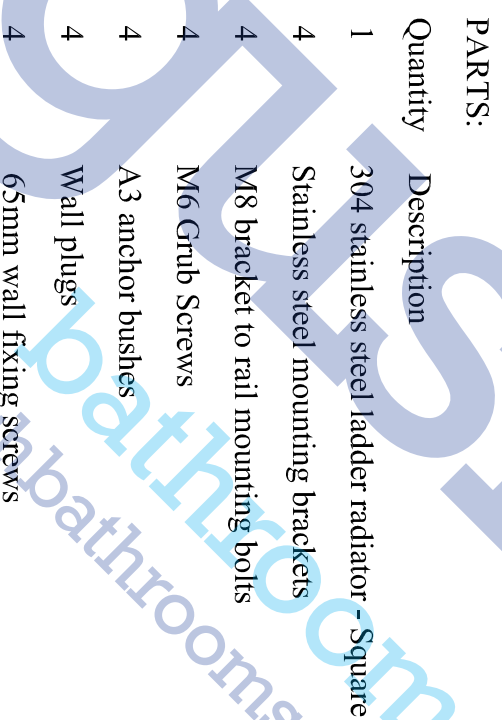 PARTS:
Quantity Description
1 304 stainless steel ladder radiator - Square
4 Stainless steel mounting brackets
4 M8 bracket to rail mounting bolts
4 M6 Grub Screws
4 A3 anchor bushes
4 Wall plugs
4 65mm wall fixing screws
bathroom
bathrooms